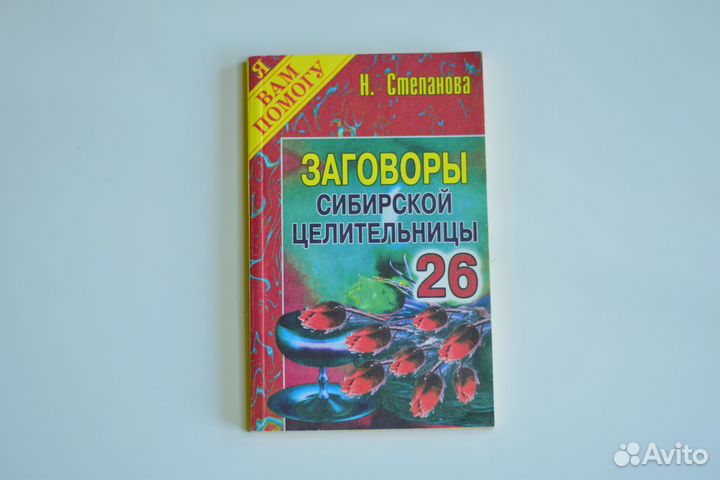 Я
ВАМ
ПОМОГУ
Н. Степанова
ЗАГОВОРЫ
СИБИРСКОЙ
ЦЕЛИТЕЛЬНИЦЫ
26
Avito